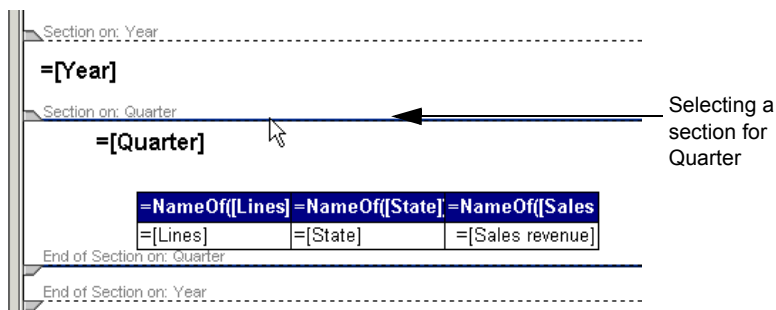 Section on: Year
=[Year]
Section on: Quarter
Selecting a
section for
Quarter
=[Quarter]
=NameOf([Lines] =NameOf([State] =NameOf([Sales
=[Lines] =[State] =[Sales revenue]
End of Section on: Quarter
End of Section on: Year